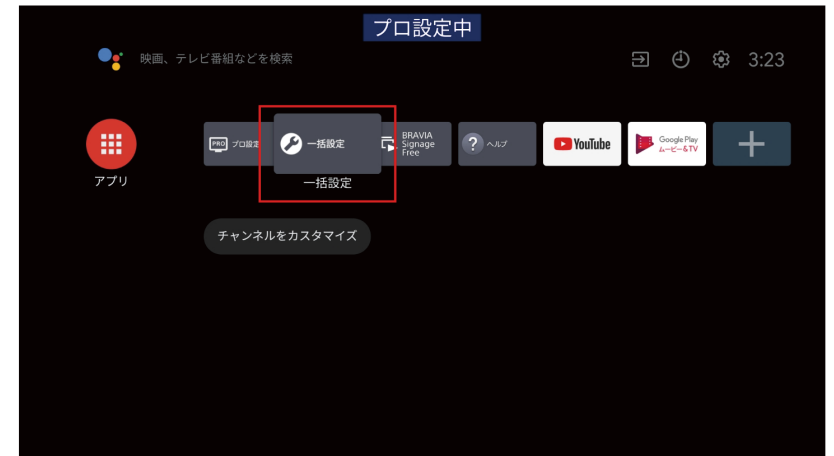 プロ設定中
映画、テレビ番組などを検索
3:23
アプリ
PRO プロ設定
一括設定
一括設定
BRAVIA
Signage
Free
? ヘルプ
YouTube
Google Play
ムービー&TV
チャンネルをカスタマイズ